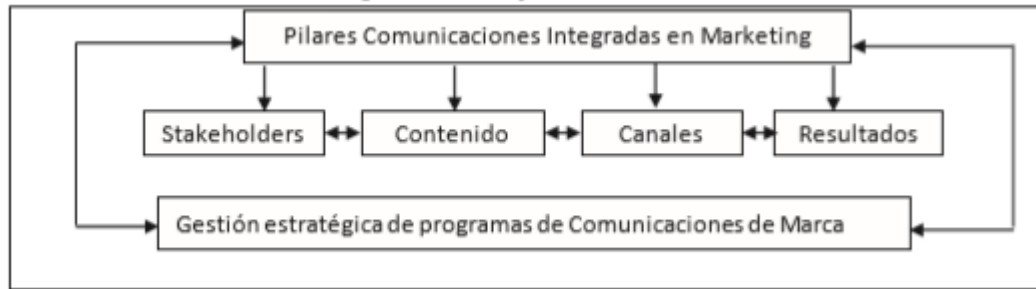 Pilares Comunicaciones Integradas en Marketing
Stakeholders
Contenido
Canales
Resultados
Gestión estratégica de programas de Comunicaciones de Marca